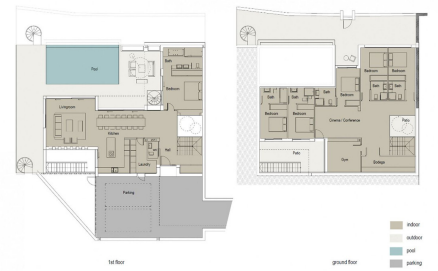 Pool
Bath
Bedroom
Livingroom
Kitchen
Hall
Laundry
Parking
1st floor
Bedroom
Bedroom
Bedroom
Bath
Bath
Bath
Bath
Bath
Bedroom
Bedroom
Cinema / Conference
Patio
Patio
Gym
Bodega
ground floor
indoor
outdoor
pool
parking